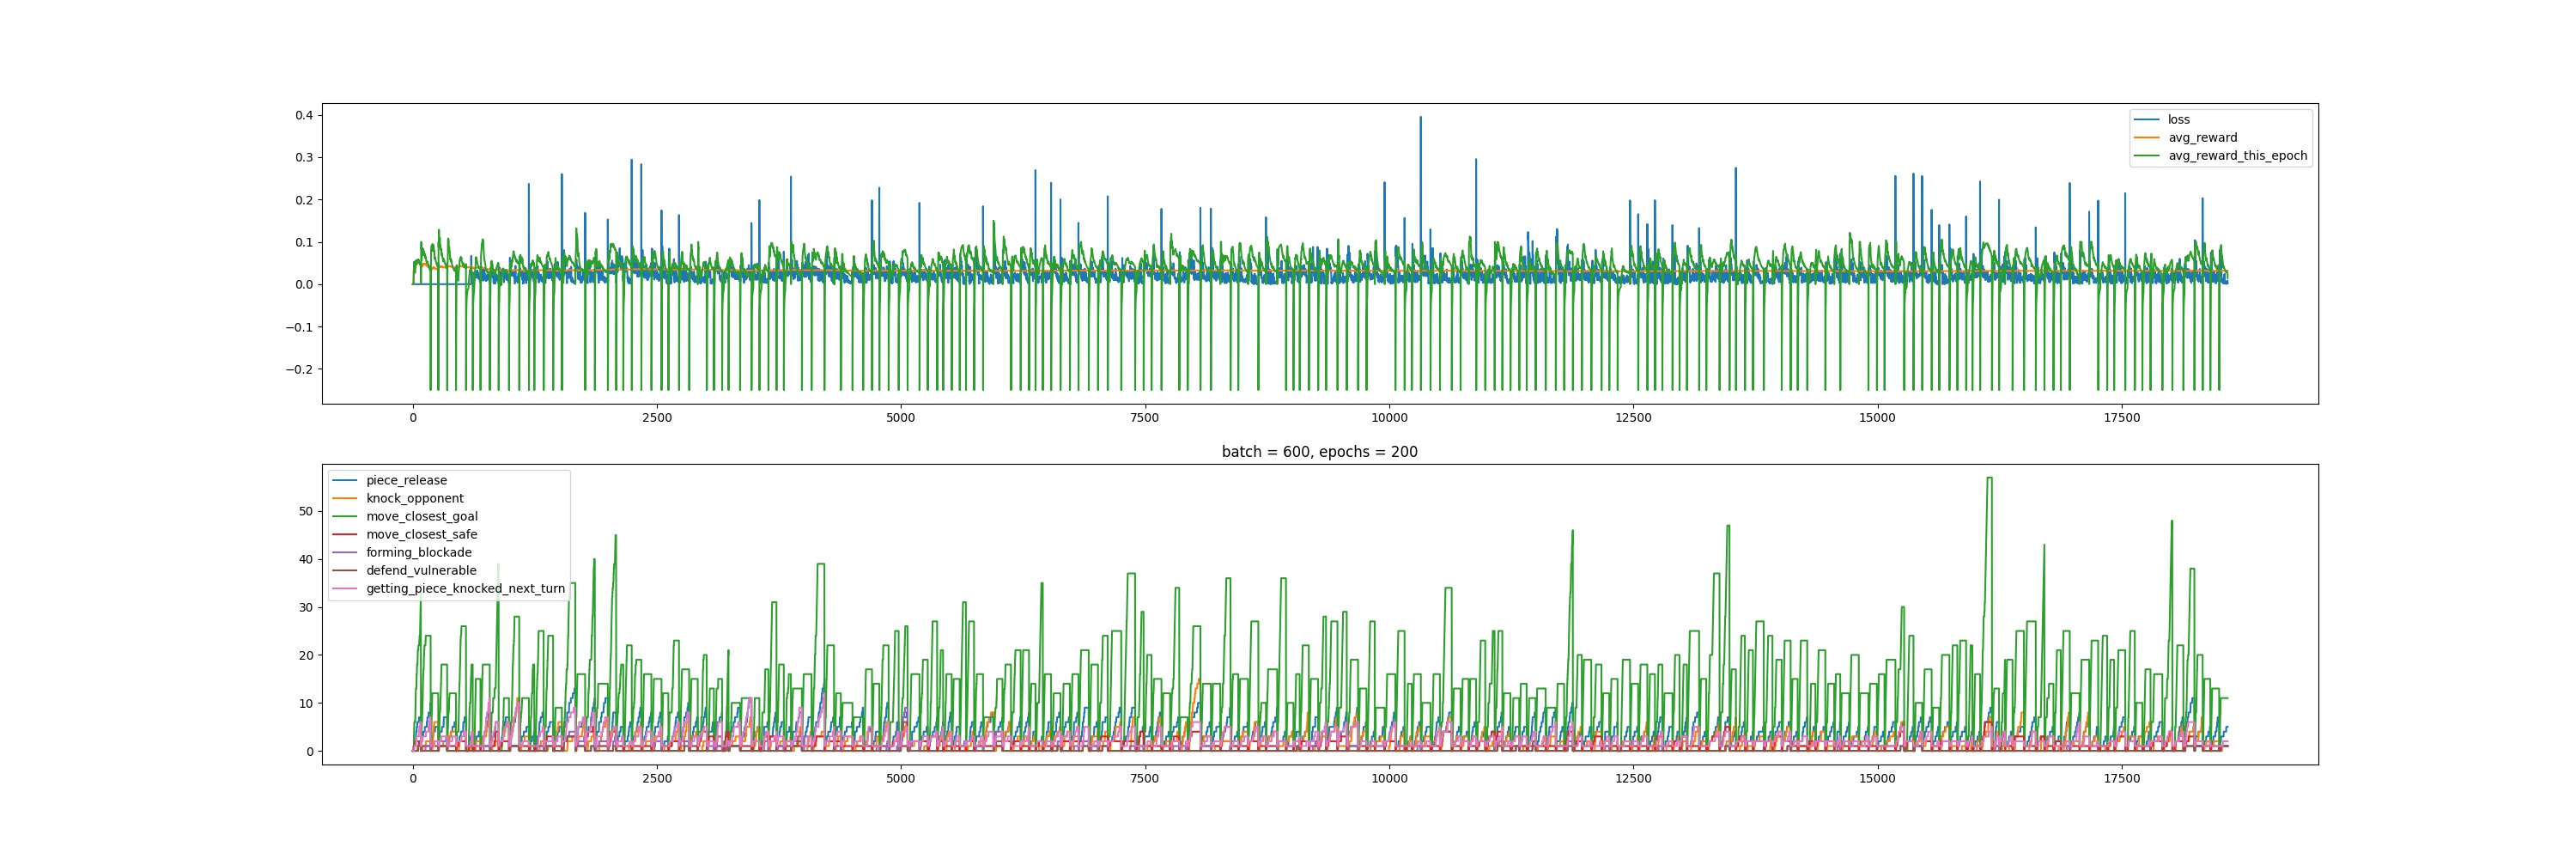 0.4
0.3
0.2
0.1
0.0
−0.1
−0.2
loss
avg_reward
avg_reward_this_epoch
0 2500 5000 7500 10000 12500 15000 17500
batch = 600, epochs = 200
piece_release
knock_opponent
move_closest_goal
move_closest_safe
forming_blockade
defend_vulnerable
getting_piece_knocked_next_turn
50
40
30
20
10
0
0 2500 5000 7500 10000 12500 15000 17500